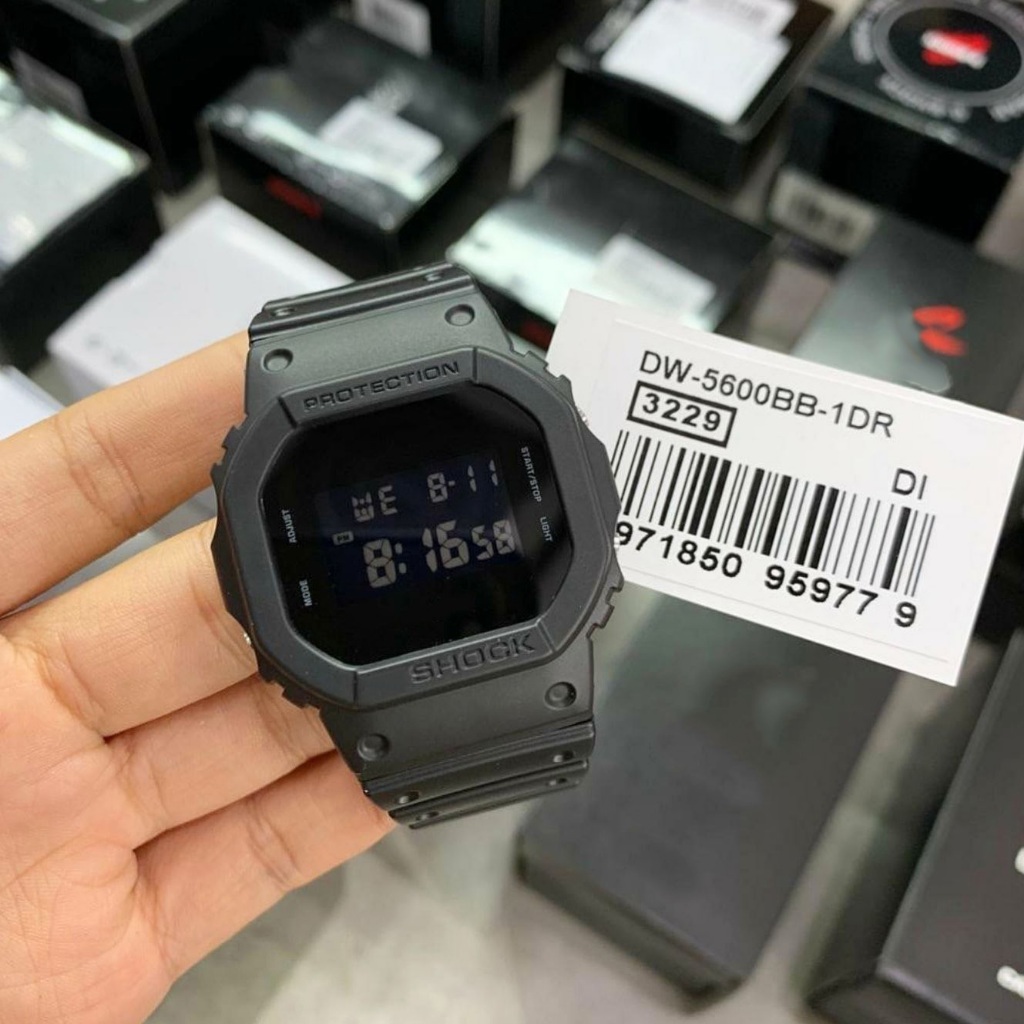 PROTECTION
ADJUST
START/STOP
WE 8-11
PM 8:16 58
MODE
LIGHT
SHOCK
DW-5600BB-1DR
3229
DI
971850 95977 9